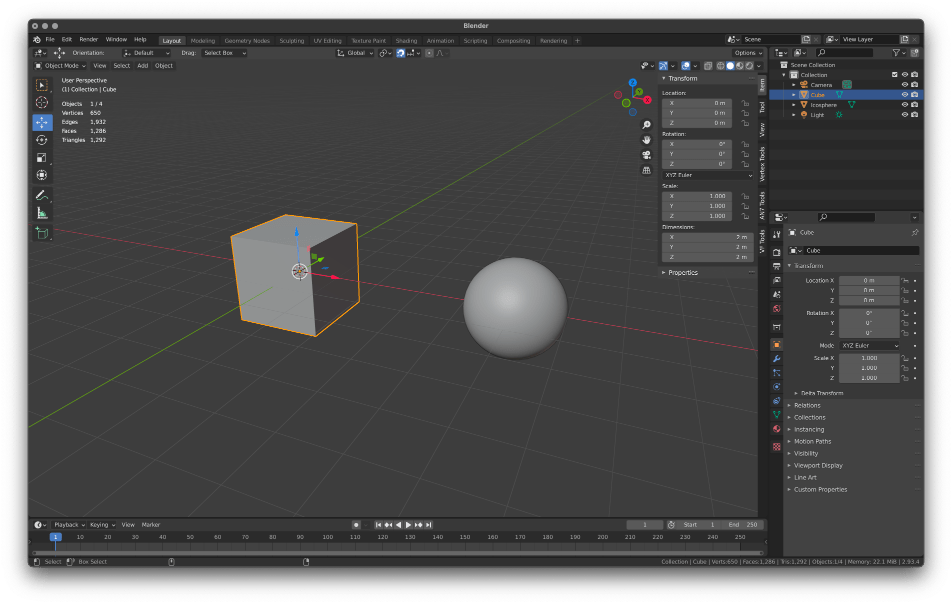 Blender
File Edit Render Window Help Layout Modeling Geometry Nodes Sculpting UV Editing Texture Paint Shading Animation Compositing Rendering + Scene View Layer
Orientation: Default Drag: Select Box Global Options
Object Mode View Select Add Object
User Perspective
(1) Collection | Cube
Objects 1 / 4
Vertices 650
Edges 1,932
Faces 1,286
Triangles 1,292
Transform
Location:
X 0 m
Y 0 m
Z 0 m
Rotation:
X 0°
Y 0°
Z 0°
XYZ Euler
Scale:
X 1.000
Y 1.000
Z 1.000
Dimensions:
X 2 m
Y 2 m
Z 2 m
Properties
Item
Tool
View
Vertex Tools
ANT Tools
VF Tools
Scene Collection
Collection
Camera
Cube
Icosphere
Light
Cube
Cube
Transform
Location X 0 m
Y 0 m
Z 0 m
Rotation X 0°
Y 0°
Z 0°
Mode XYZ Euler
Scale X 1.000
Y 1.000
Z 1.000
Delta Transform
Relations
Collections
Instancing
Motion Paths
Visibility
Viewport Display
Line Art
Custom Properties
Playback Keying View Marker 1 Start 1 End 250
1 10 20 30 40 50 60 70 80 90 100 110 120 130 140 150 160 170 180 190 200 210 220 230 240 250
Select Box Select Collection | Cube | Verts:650 | Faces:1,286 | Tris:1,292 | Objects:1/4 | Memory: 22.1 MiB | 2.93.4